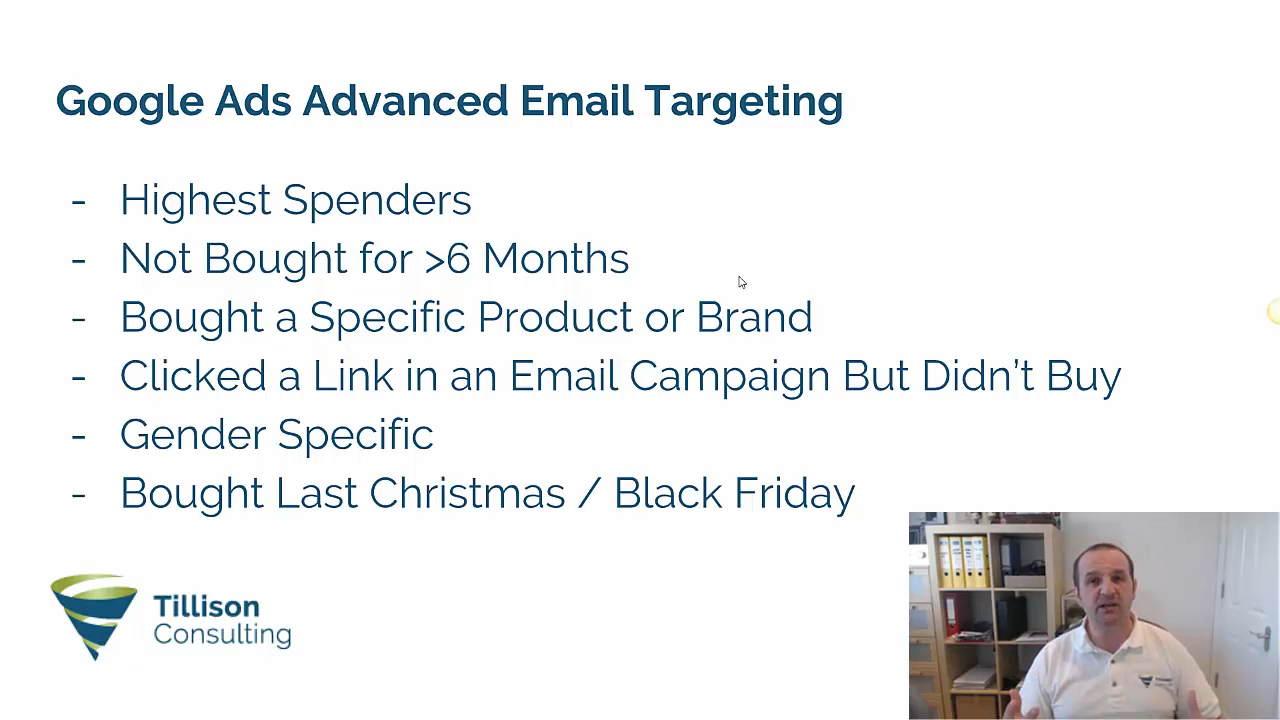 Google Ads Advanced Email Targeting
- Highest Spenders
- Not Bought for >6 Months
- Bought a Specific Product or Brand
- Clicked a Link in an Email Campaign But Didn’t Buy
- Gender Specific
- Bought Last Christmas / Black Friday
Tillison
Consulting
Tillison